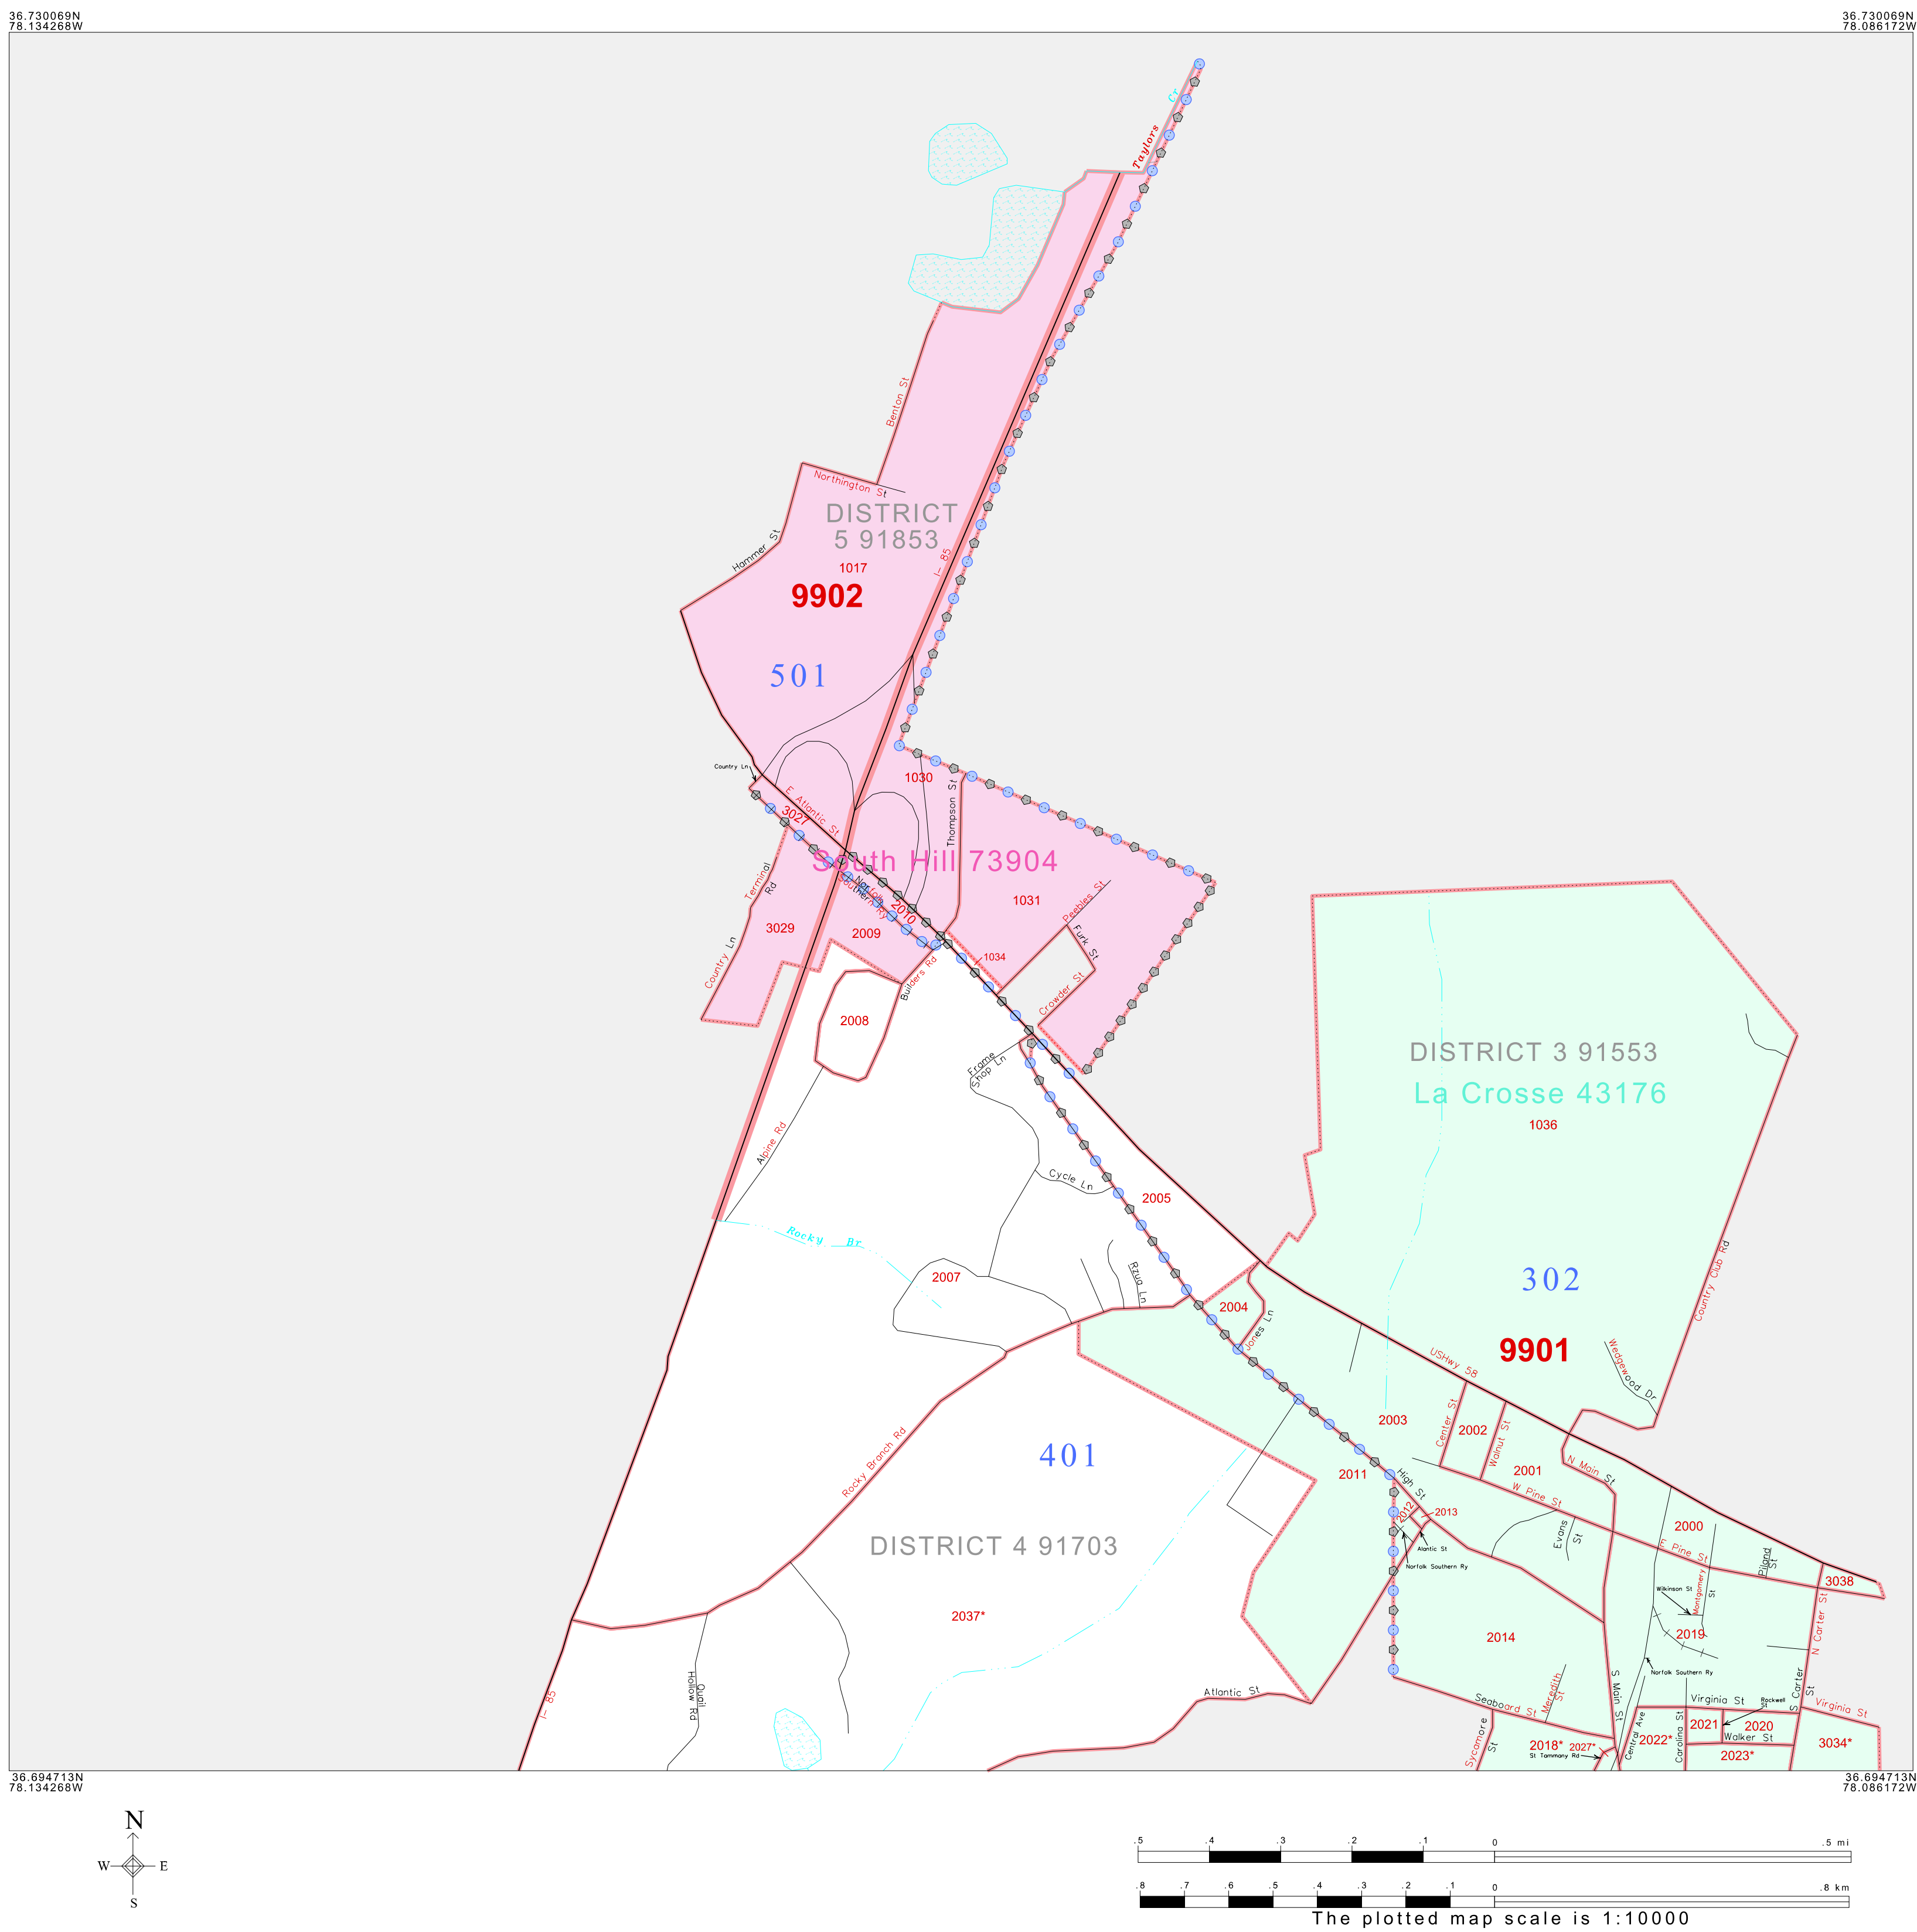 36.730069N
78.134268W
36.730069N
78.086172W
Taylors
Cr
Benton St
Northington St
DISTRICT
5 91853
Hammer St
I- 85
1017
9902
501
Country Ln
1030
E Atlantic St
3027
Thompson St
South Hill 73904
Terminal
Rd
Norfolk
Southern Ry
2010
1031
Peebles St
3029
2009
Furk St
Country Ln
1034
Builders Rd
Crowder St
2008
Frame
Shop Ln
DISTRICT 3 91553
La Crosse 43176
1036
Alpine Rd
Cycle Ln
2005
Rocky Br
2007
Rzua Ln
302
Country Club Rd
2004
Jones Ln
9901
USHwy 58
Wedgewood Dr
2003
Center St
2002
Walnut St
Rocky Branch Rd
401
2011
2001
N Main St
High St
W Pine St
2012
2013
2000
Evans
St
DISTRICT 4 91703
Alantic St
Norfolk Southern Ry
E Pine St
Piland
St
3038
Wilkinson St
Montgomery
St
2037*
2014
2019
N Carter St
Norfolk Southern Ry
Quail
Hollow Rd
Atlantic St
Meredith
St
Seaboard St
S Main St
S Carter
St
Virginia St
Rockwell
St
Virginia St
I- 85
Sycamore
St
Central Ave
Carolina St
2021
2020
Walker St
2018*
2027*
St Tammany Rd
2022*
2023*
3034*
36.694713N
78.134268W
36.694713N
78.086172W
N
W
E
S
.5 .4 .3 .2 .1 0 .5 mi
.8 .7 .6 .5 .4 .3 .2 .1 0 .8 km
The plotted map scale is 1:10000